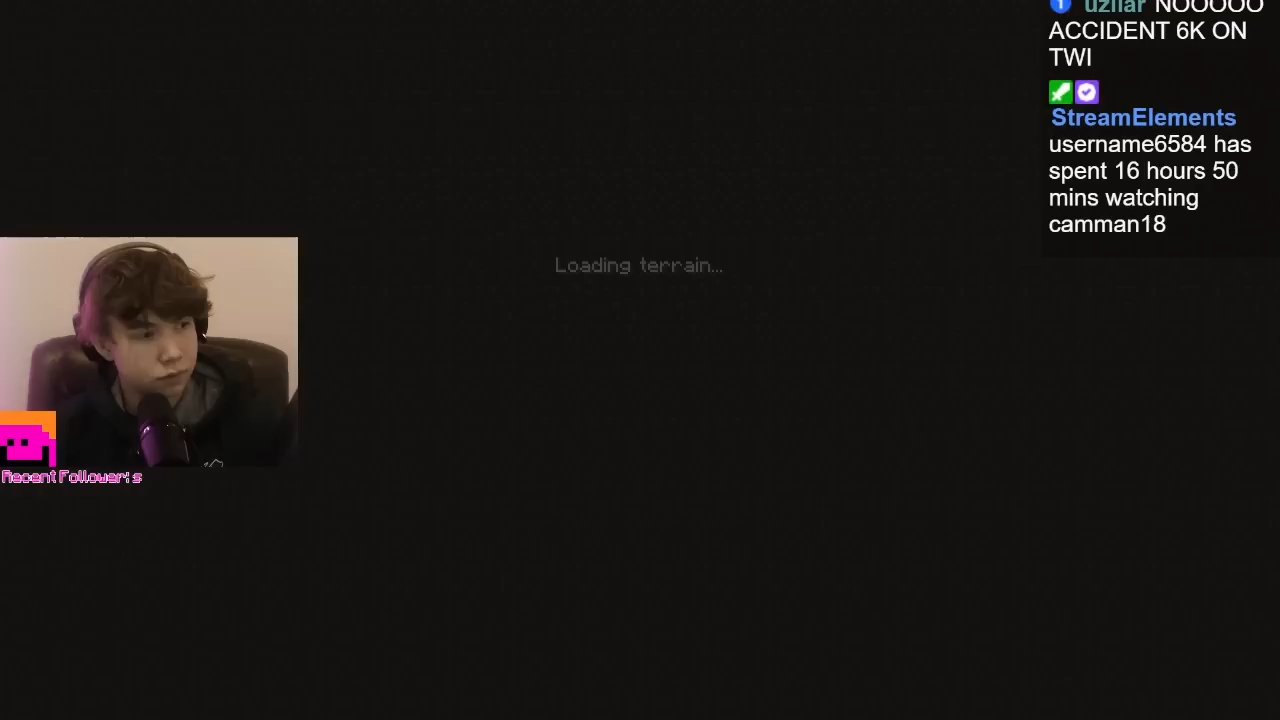 uzilar NOOOOO
ACCIDENT 6K ON
TWI
StreamElements
username6584 has
spent 16 hours 50
mins watching
camman18
Loading terrain...
Recent Follower:s